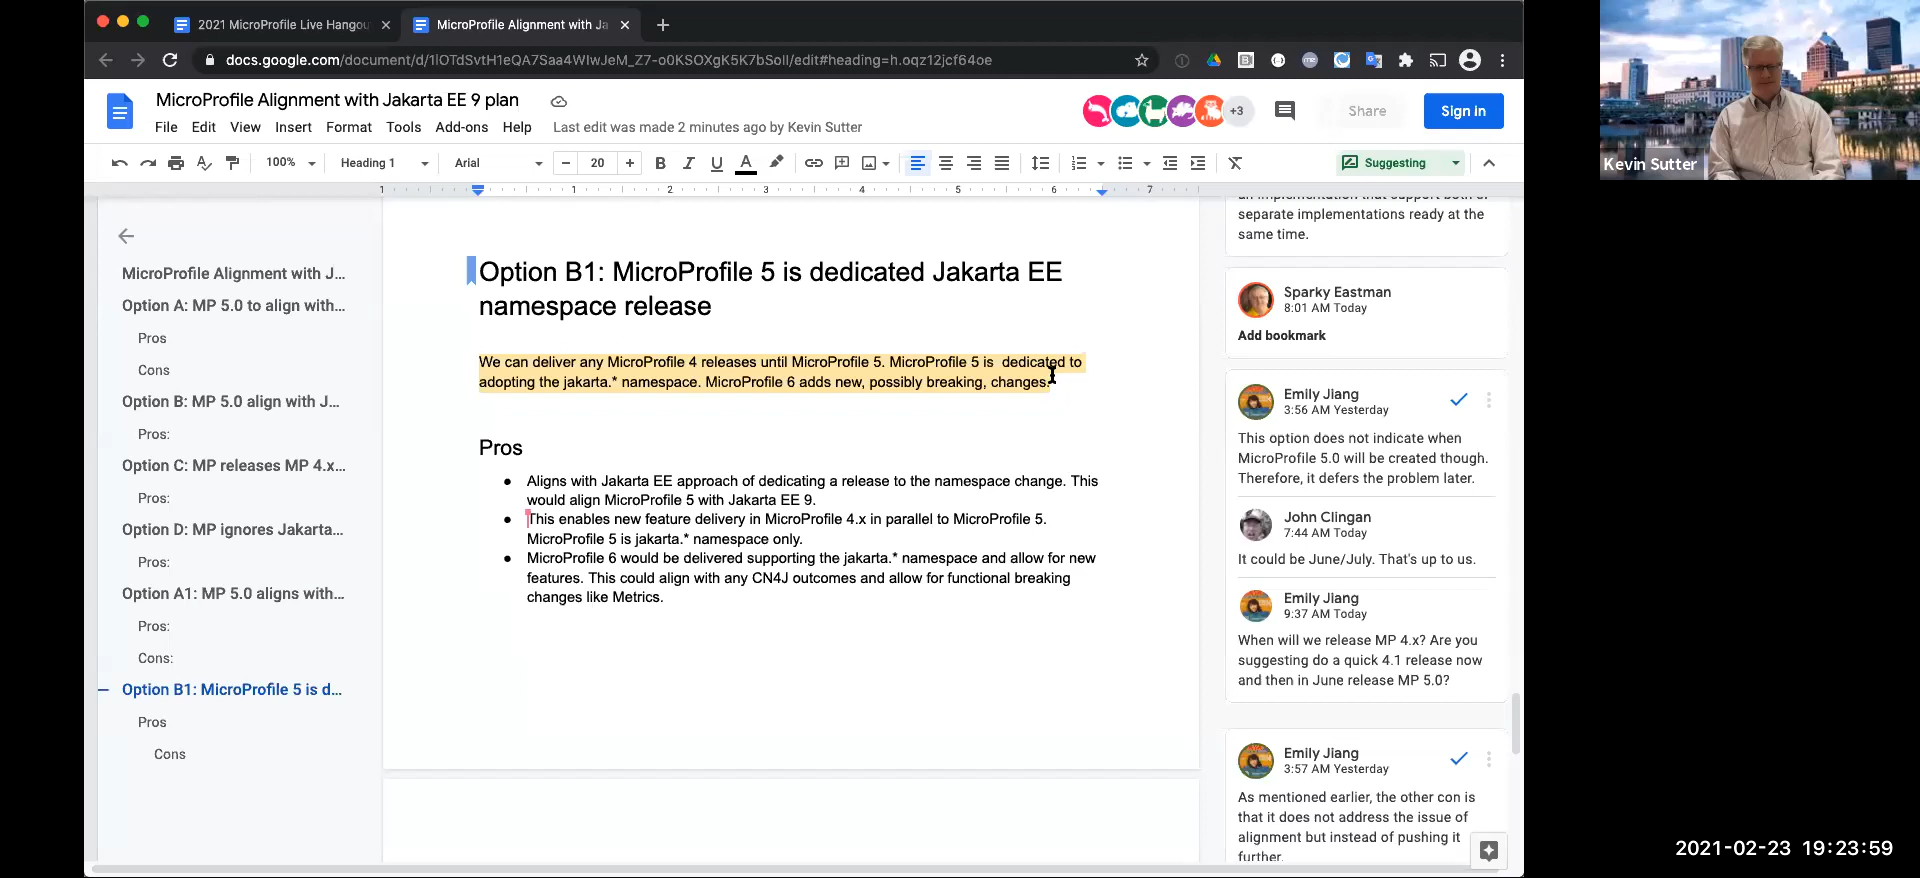 2021 MicroProfile Live Hangou
MicroProfile Alignment with Ja
docs.google.com/document/d/1lOTdSvtH1eQA7Saa4WIwJeM_Z7-o0KSOXgK5K7bSoII/edit#heading=h.oqz12jcf64oe
MicroProfile Alignment with Jakarta EE 9 plan
File Edit View Insert Format Tools Add-ons Help Last edit was made 2 minutes ago by Kevin Sutter
+3
Share
Sign in
100% Heading 1 Arial 20 B I U A Suggesting
1 1 2 3 4 5 6 7
MicroProfile Alignment with J...
Option A: MP 5.0 to align with...
Pros
Cons
Option B: MP 5.0 align with J...
Pros:
Option C: MP releases MP 4.x...
Pros:
Option D: MP ignores Jakarta...
Pros:
Option A1: MP 5.0 aligns with...
Pros:
Cons:
Option B1: MicroProfile 5 is d...
Pros
Cons
Option B1: MicroProfile 5 is dedicated Jakarta EE
namespace release
We can deliver any MicroProfile 4 releases until MicroProfile 5. MicroProfile 5 is dedicated to
adopting the jakarta.* namespace. MicroProfile 6 adds new, possibly breaking, changes.
Pros
● Aligns with Jakarta EE approach of dedicating a release to the namespace change. This
would align MicroProfile 5 with Jakarta EE 9.
● This enables new feature delivery in MicroProfile 4.x in parallel to MicroProfile 5.
MicroProfile 5 is jakarta.* namespace only.
● MicroProfile 6 would be delivered supporting the jakarta.* namespace and allow for new
features. This could align with any CN4J outcomes and allow for functional breaking
changes like Metrics.
an implementation that support both or
separate implementations ready at the
same time.
Sparky Eastman
8:01 AM Today
Add bookmark
Emily Jiang
3:56 AM Yesterday
This option does not indicate when
MicroProfile 5.0 will be created though.
Therefore, it defers the problem later.
John Clingan
7:44 AM Today
It could be June/July. That's up to us.
Emily Jiang
9:37 AM Today
When will we release MP 4.x? Are you
suggesting do a quick 4.1 release now
and then in June release MP 5.0?
Emily Jiang
3:57 AM Yesterday
As mentioned earlier, the other con is
that it does not address the issue of
alignment but instead of pushing it
further.
Kevin Sutter
2021-02-23 19:23:59